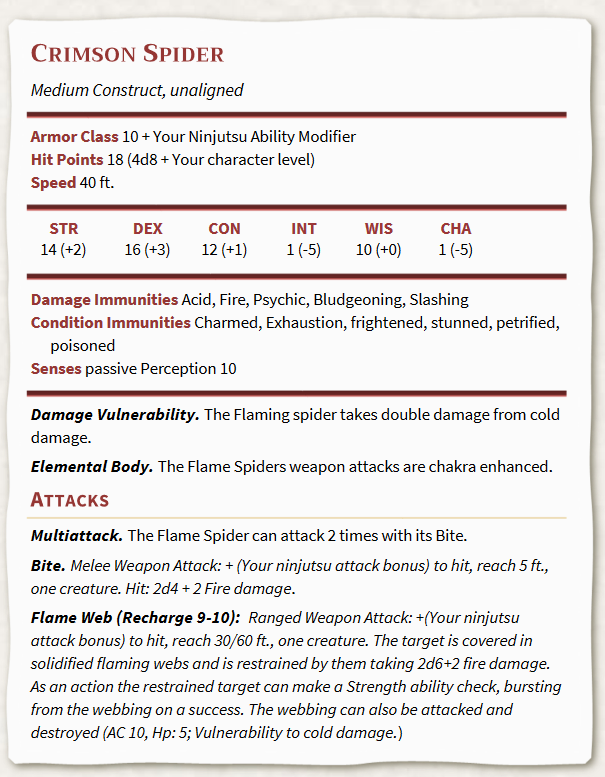 Crimson Spider
Medium Construct, unaligned
Armor Class 10 + Your Ninjutsu Ability Modifier
Hit Points 18 (4d8 + Your character level)
Speed 40 ft.
STR DEX CON INT WIS CHA
14 (+2) 16 (+3) 12 (+1) 1 (-5) 10 (+0) 1 (-5)
Damage Immunities Acid, Fire, Psychic, Bludgeoning, Slashing
Condition Immunities Charmed, Exhaustion, frightened, stunned, petrified,
poisoned
Senses passive Perception 10
Damage Vulnerability. The Flaming spider takes double damage from cold
damage.
Elemental Body. The Flame Spiders weapon attacks are chakra enhanced.
Attacks
Multiattack. The Flame Spider can attack 2 times with its Bite.
Bite. Melee Weapon Attack: + (Your ninjutsu attack bonus) to hit, reach 5 ft.,
one creature. Hit: 2d4 + 2 Fire damage.
Flame Web (Recharge 9-10): Ranged Weapon Attack: +(Your ninjutsu
attack bonus) to hit, reach 30/60 ft., one creature. The target is covered in
solidified flaming webs and is restrained by them taking 2d6+2 fire damage.
As an action the restrained target can make a Strength ability check, bursting
from the webbing on a success. The webbing can also be attacked and
destroyed (AC 10, Hp: 5; Vulnerability to cold damage.)